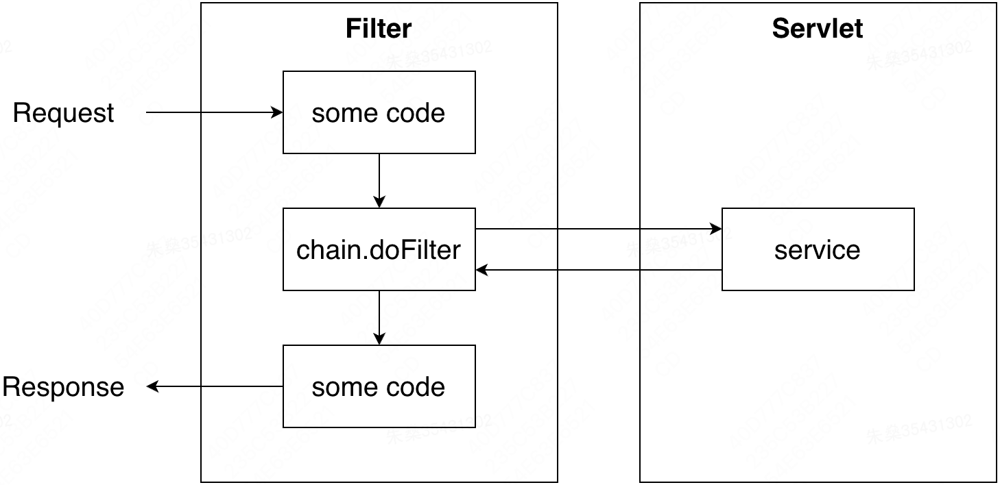 Filter
Servlet
Request
some code
chain.doFilter
service
Response
some code